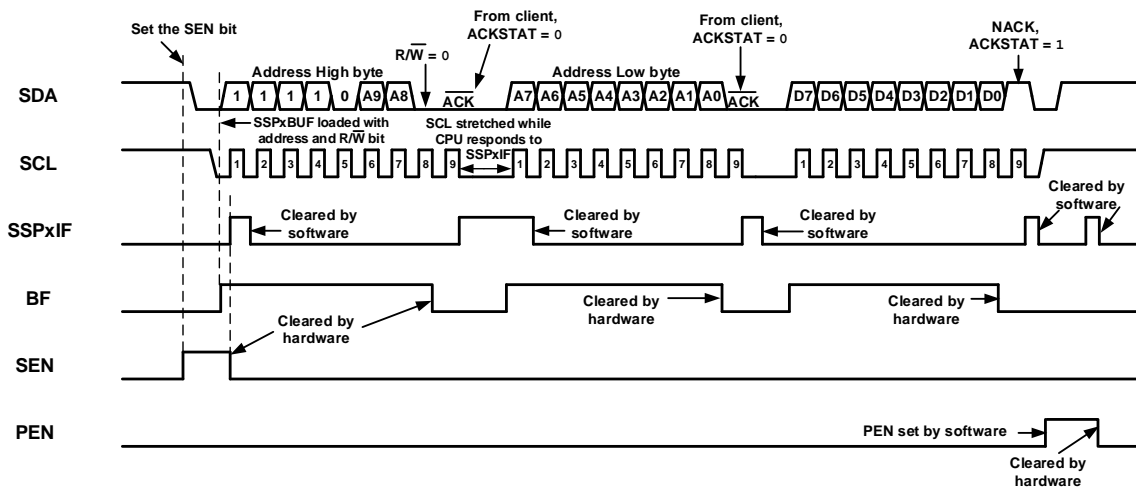 Set the SEN bit
From client,
ACKSTAT = 0
R/W = 0
From client,
ACKSTAT = 0
NACK,
ACKSTAT = 1
SDA
Address High byte
1 1 1 1 0 A9 A8
ACK
Address Low byte
A7 A6 A5 A4 A3 A2 A1 A0
ACK
D7 D6 D5 D4 D3 D2 D1 D0
SSPxBUF loaded with
address and R/W bit
SCL stretched while
CPU responds to
SSPxIF
SCL
1 2 3 4 5 6 7 8 9
1 2 3 4 5 6 7 8 9
1 2 3 4 5 6 7 8 9
SSPxIF
Cleared by
software
Cleared by
software
Cleared by
software
Cleared by
software
BF
Cleared by
hardware
Cleared by
hardware
Cleared by
hardware
SEN
PEN
PEN set by software
Cleared by
hardware